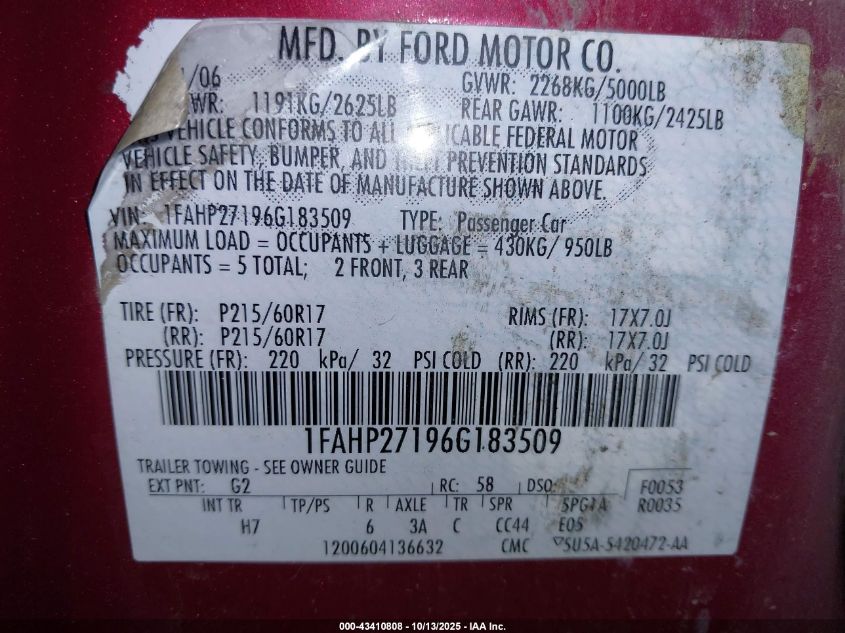 MFD. BY FORD MOTOR CO.
/06 GVWR: 2268KG/5000LB
WR: 1191KG/2625LB REAR GAWR: 1100KG/2425LB
VEHICLE CONFORMS TO ALL APPLICABLE FEDERAL MOTOR
VEHICLE SAFETY, BUMPER, AND THEFT PREVENTION STANDARDS
IN EFFECT ON THE DATE OF MANUFACTURE SHOWN ABOVE.
VIN: 1FAHP27196G183509 TYPE: Passenger Car
MAXIMUM LOAD = OCCUPANTS + LUGGAGE = 430KG/ 950LB
OCCUPANTS = 5 TOTAL; 2 FRONT, 3 REAR
TIRE (FR): P215/60R17 RIMS (FR): 17X7.0J
(RR): P215/60R17 (RR): 17X7.0J
PRESSURE (FR): 220 kPa/ 32 PSI COLD (RR): 220 kPa/ 32 PSI COLD
1FAHP27196G183509
TRAILER TOWING - SEE OWNER GUIDE
EXT PNT: G2 RC: 58 DSO: F0053
INT TR TP/PS R AXLE TR SPR R0035
H7 6 3A C CC44 E05
1200604136632 CMC 5U5A-5420472-AA
000-43410808 - 10/13/2025 - IAA Inc.